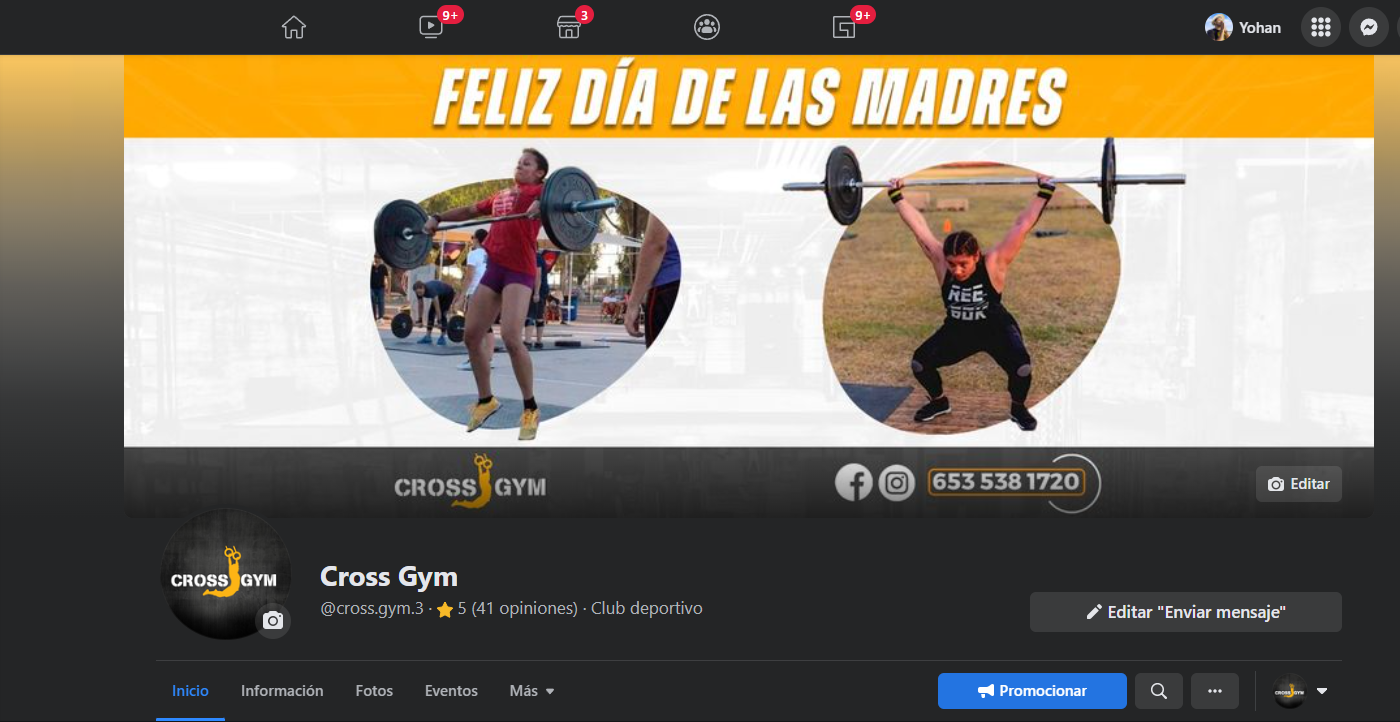 9+
3
9+
Yohan
FELIZ DÍA DE LAS MADRES
REE
BOK
CROSS GYM
653 538 1720
Editar
CROSS GYM
Cross Gym
@cross.gym.3 · 5 (41 opiniones) · Club deportivo
Editar "Enviar mensaje"
Inicio Información Fotos Eventos Más
Promocionar
CROSS GYM